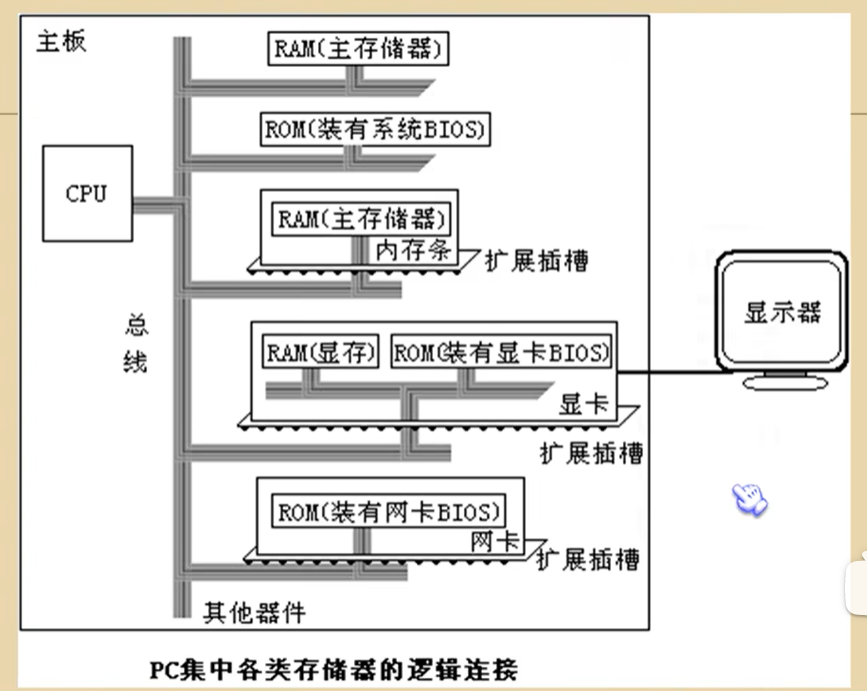 主板
RAM(主存储器)
ROM(装有系统BIOS)
CPU
RAM(主存储器)
内存条
扩展插槽
总
线
显示器
RAM(显存)
ROM(装有显卡BIOS)
显卡
扩展插槽
ROM(装有网卡BIOS)
网卡
扩展插槽
其他器件
PC集中各类存储器的逻辑连接